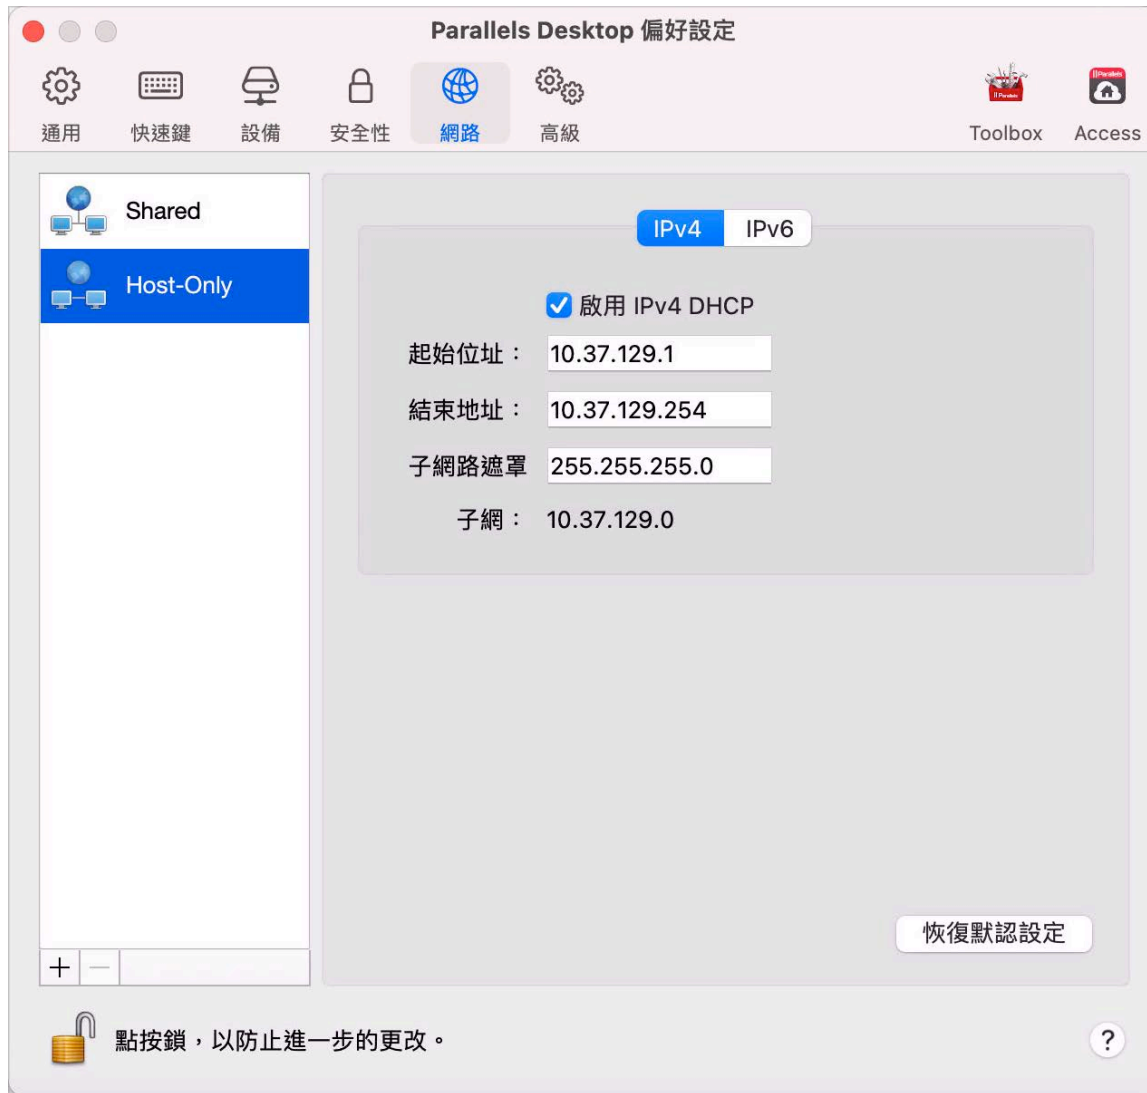 Parallels Desktop 偏好設定
通用 快速鍵 設備 安全性 網路 高級 Toolbox Access
Shared
Host-Only
IPv4 IPv6
啟用 IPv4 DHCP
起始位址：10.37.129.1
結束地址：10.37.129.254
子網路遮罩 255.255.255.0
子網：10.37.129.0
恢復默認設定
點按鎖，以防止進一步的更改。
?